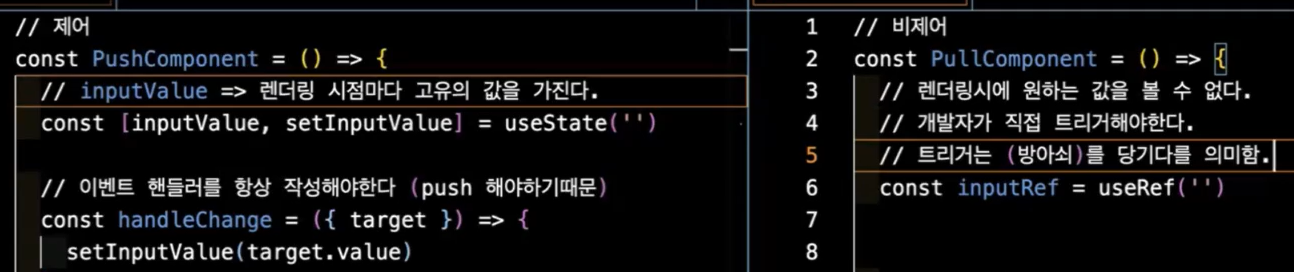 // 제어
const PushComponent = () => {
// inputValue => 렌더링 시점마다 고유의 값을 가진다.
const [inputValue, setInputValue] = useState('')
// 이벤트 핸들러를 항상 작성해야한다 (push 해야하기때문)
const handleChange = ({ target }) => {
setInputValue(target.value)
1 // 비제어
2 const PullComponent = () => {
3 // 렌더링시에 원하는 값을 볼 수 없다.
4 // 개발자가 직접 트리거해야한다.
5 // 트리거는 (방아쇠)를 당기다를 의미함.
6 const inputRef = useRef('')
7
8